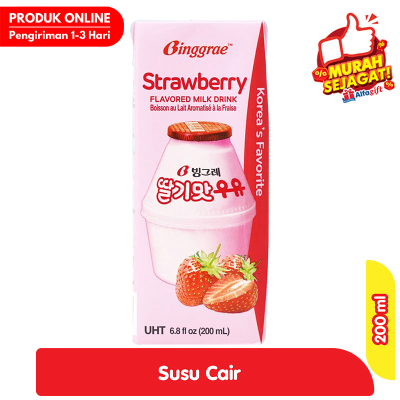 PRODUK ONLINE
Pengiriman 1-3 Hari
MURAH
SEJAGAT!
Alfagift
Binggrae™
Strawberry
FLAVORED MILK DRINK
Boisson au Lait Aromatisé à la Fraise
Korea's Favorite
빙그레
딸기맛우유
UHT 6.8 fl oz (200 mL)
200 ml
Susu Cair